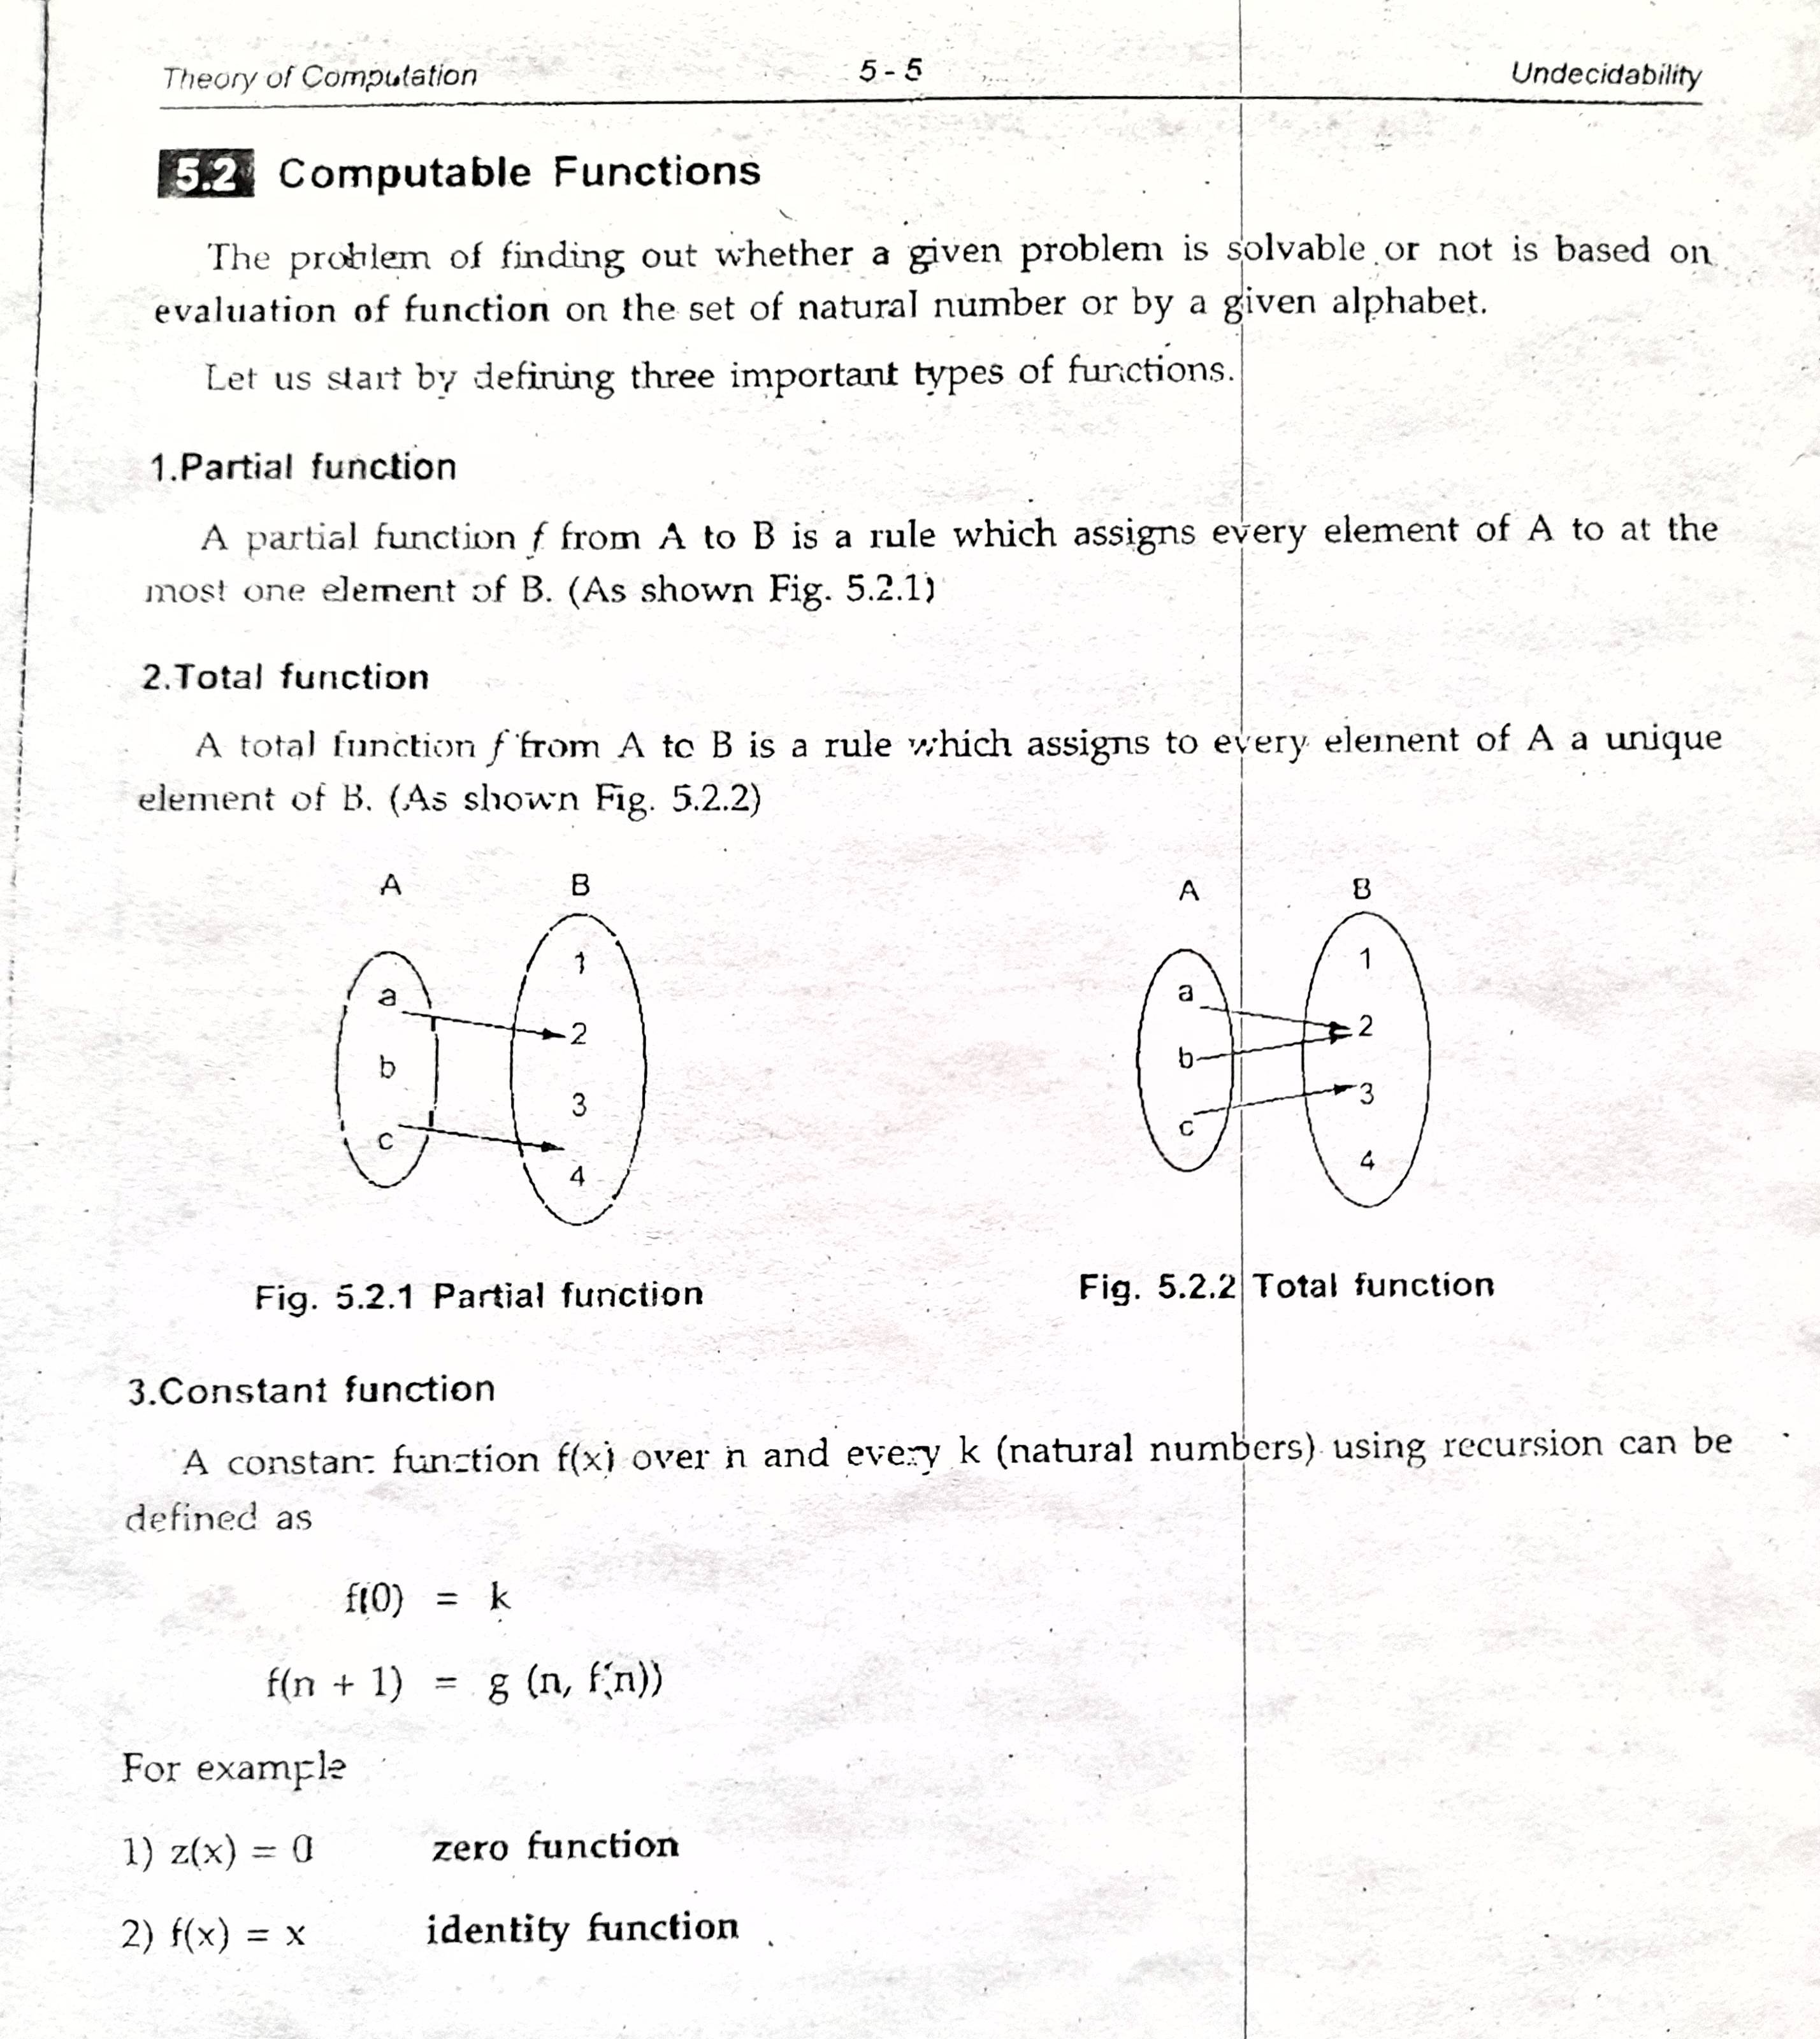 Theory of Computation 5 - 5 Undecidability
5.2 Computable Functions
The problem of finding out whether a given problem is solvable or not is based on
evaluation of function on the set of natural number or by a given alphabet.
Let us start by defining three important types of functions.
1.Partial function
A partial function f from A to B is a rule which assigns every element of A to at the
most one element of B. (As shown Fig. 5.2.1)
2.Total function
A total function f from A to B is a rule which assigns to every element of A a unique
element of B. (As shown Fig. 5.2.2)
A B
1
a
2
b
3
c
4
Fig. 5.2.1 Partial function
A B
1
a
2
b
3
c
4
Fig. 5.2.2 Total function
3.Constant function
A constant function f(x) over n and every k (natural numbers) using recursion can be
defined as
f(0) = k
f(n + 1) = g (n, f(n))
For example
1) z(x) = 0 zero function
2) f(x) = x identity function